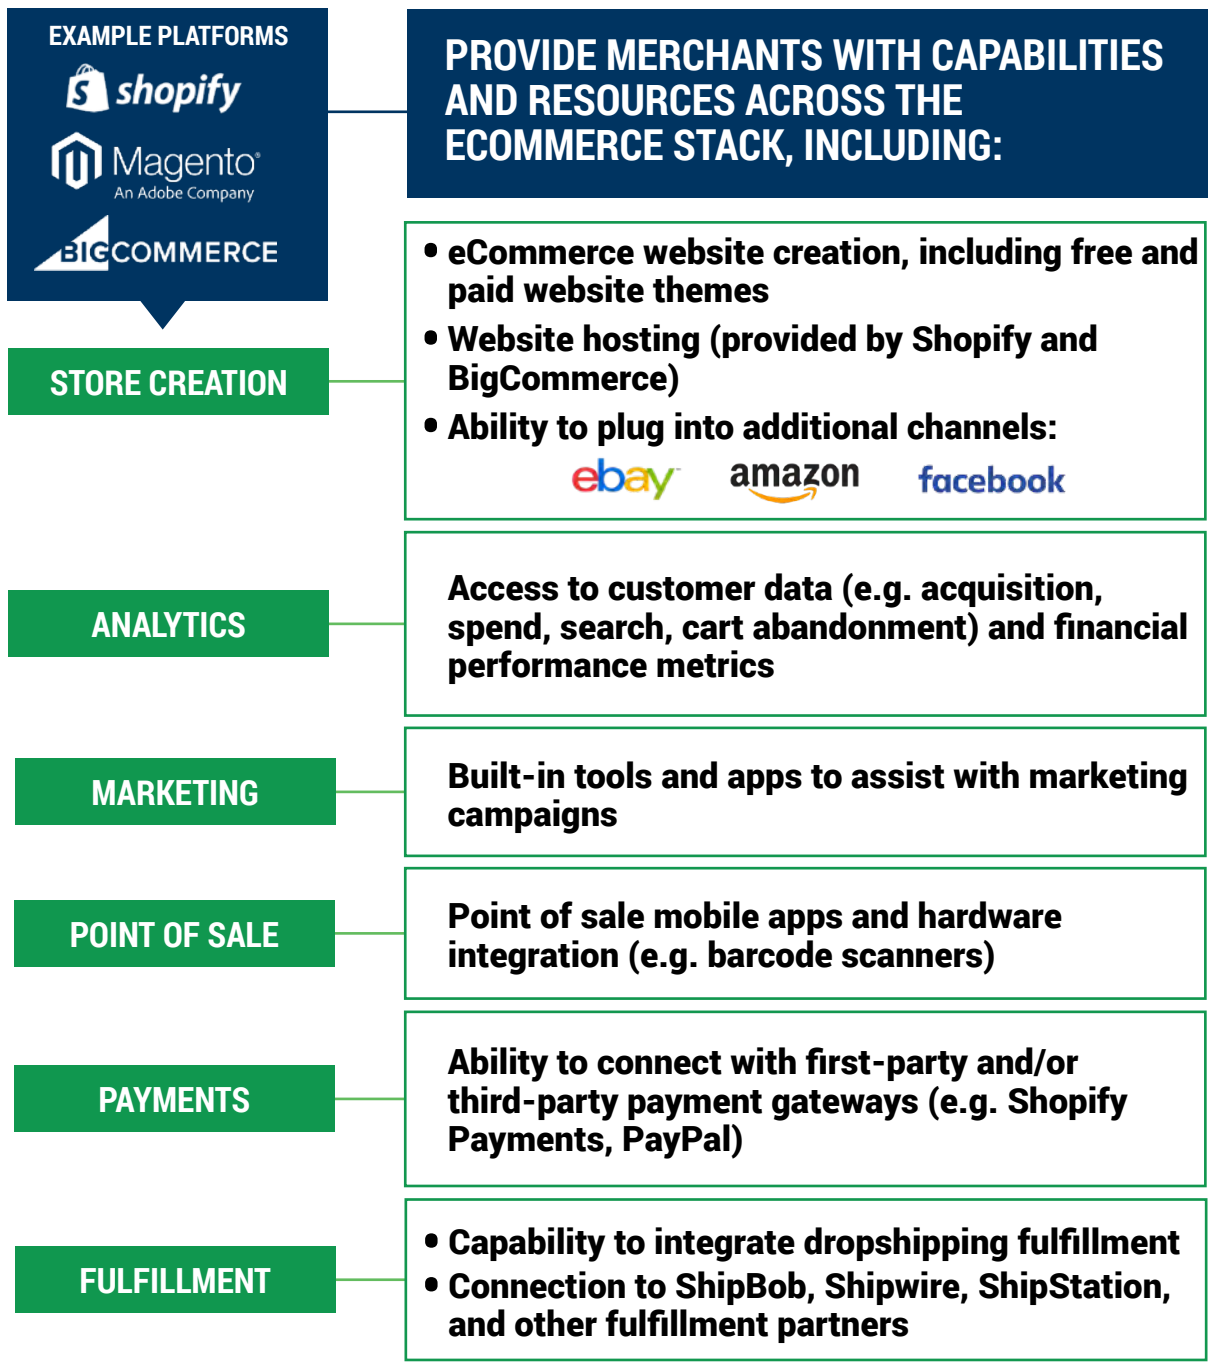 EXAMPLE PLATFORMS
shopify
Magento®
An Adobe Company
BIGCOMMERCE
PROVIDE MERCHANTS WITH CAPABILITIES
AND RESOURCES ACROSS THE
ECOMMERCE STACK, INCLUDING:
STORE CREATION
• eCommerce website creation, including free and
paid website themes
• Website hosting (provided by Shopify and
BigCommerce)
• Ability to plug into additional channels:
ebay™ amazon facebook
ANALYTICS
Access to customer data (e.g. acquisition,
spend, search, cart abandonment) and financial
performance metrics
MARKETING
Built-in tools and apps to assist with marketing
campaigns
POINT OF SALE
Point of sale mobile apps and hardware
integration (e.g. barcode scanners)
PAYMENTS
Ability to connect with first-party and/or
third-party payment gateways (e.g. Shopify
Payments, PayPal)
FULFILLMENT
• Capability to integrate dropshipping fulfillment
• Connection to ShipBob, Shipwire, ShipStation,
and other fulfillment partners